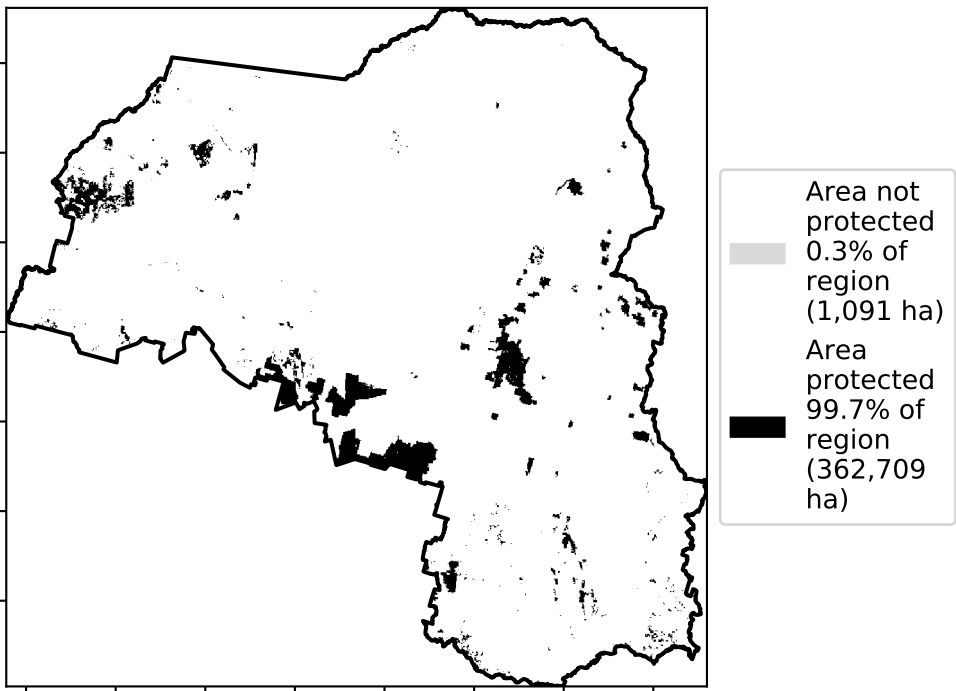 Area not
protected
0.3% of
region
(1,091 ha)
Area
protected
99.7% of
region
(362,709
ha)